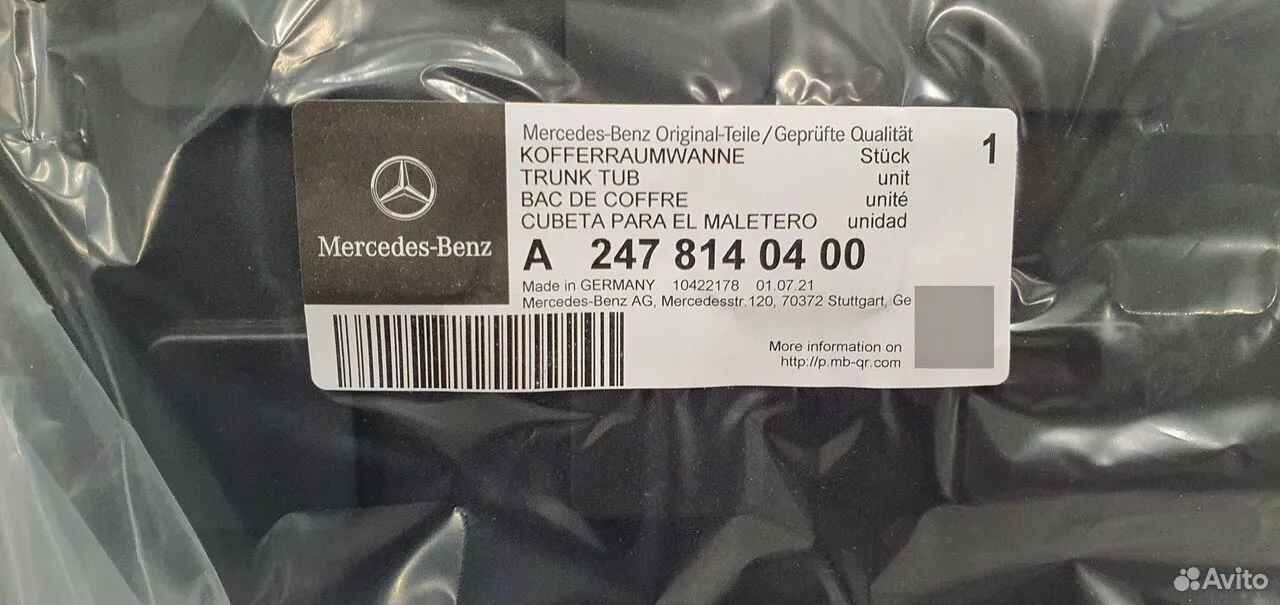 Mercedes-Benz
Mercedes-Benz Original-Teile/Geprüfte Qualität
KOFFERRAUMWANNE Stück 1
TRUNK TUB unit
BAC DE COFFRE unité
CUBETA PARA EL MALETERO unidad
A 247 814 04 00
Made in GERMANY 10422178 01.07.21
Mercedes-Benz AG, Mercedesstr.120, 70372 Stuttgart, Ge
More information on
http://p.mb-qr.com
Avito